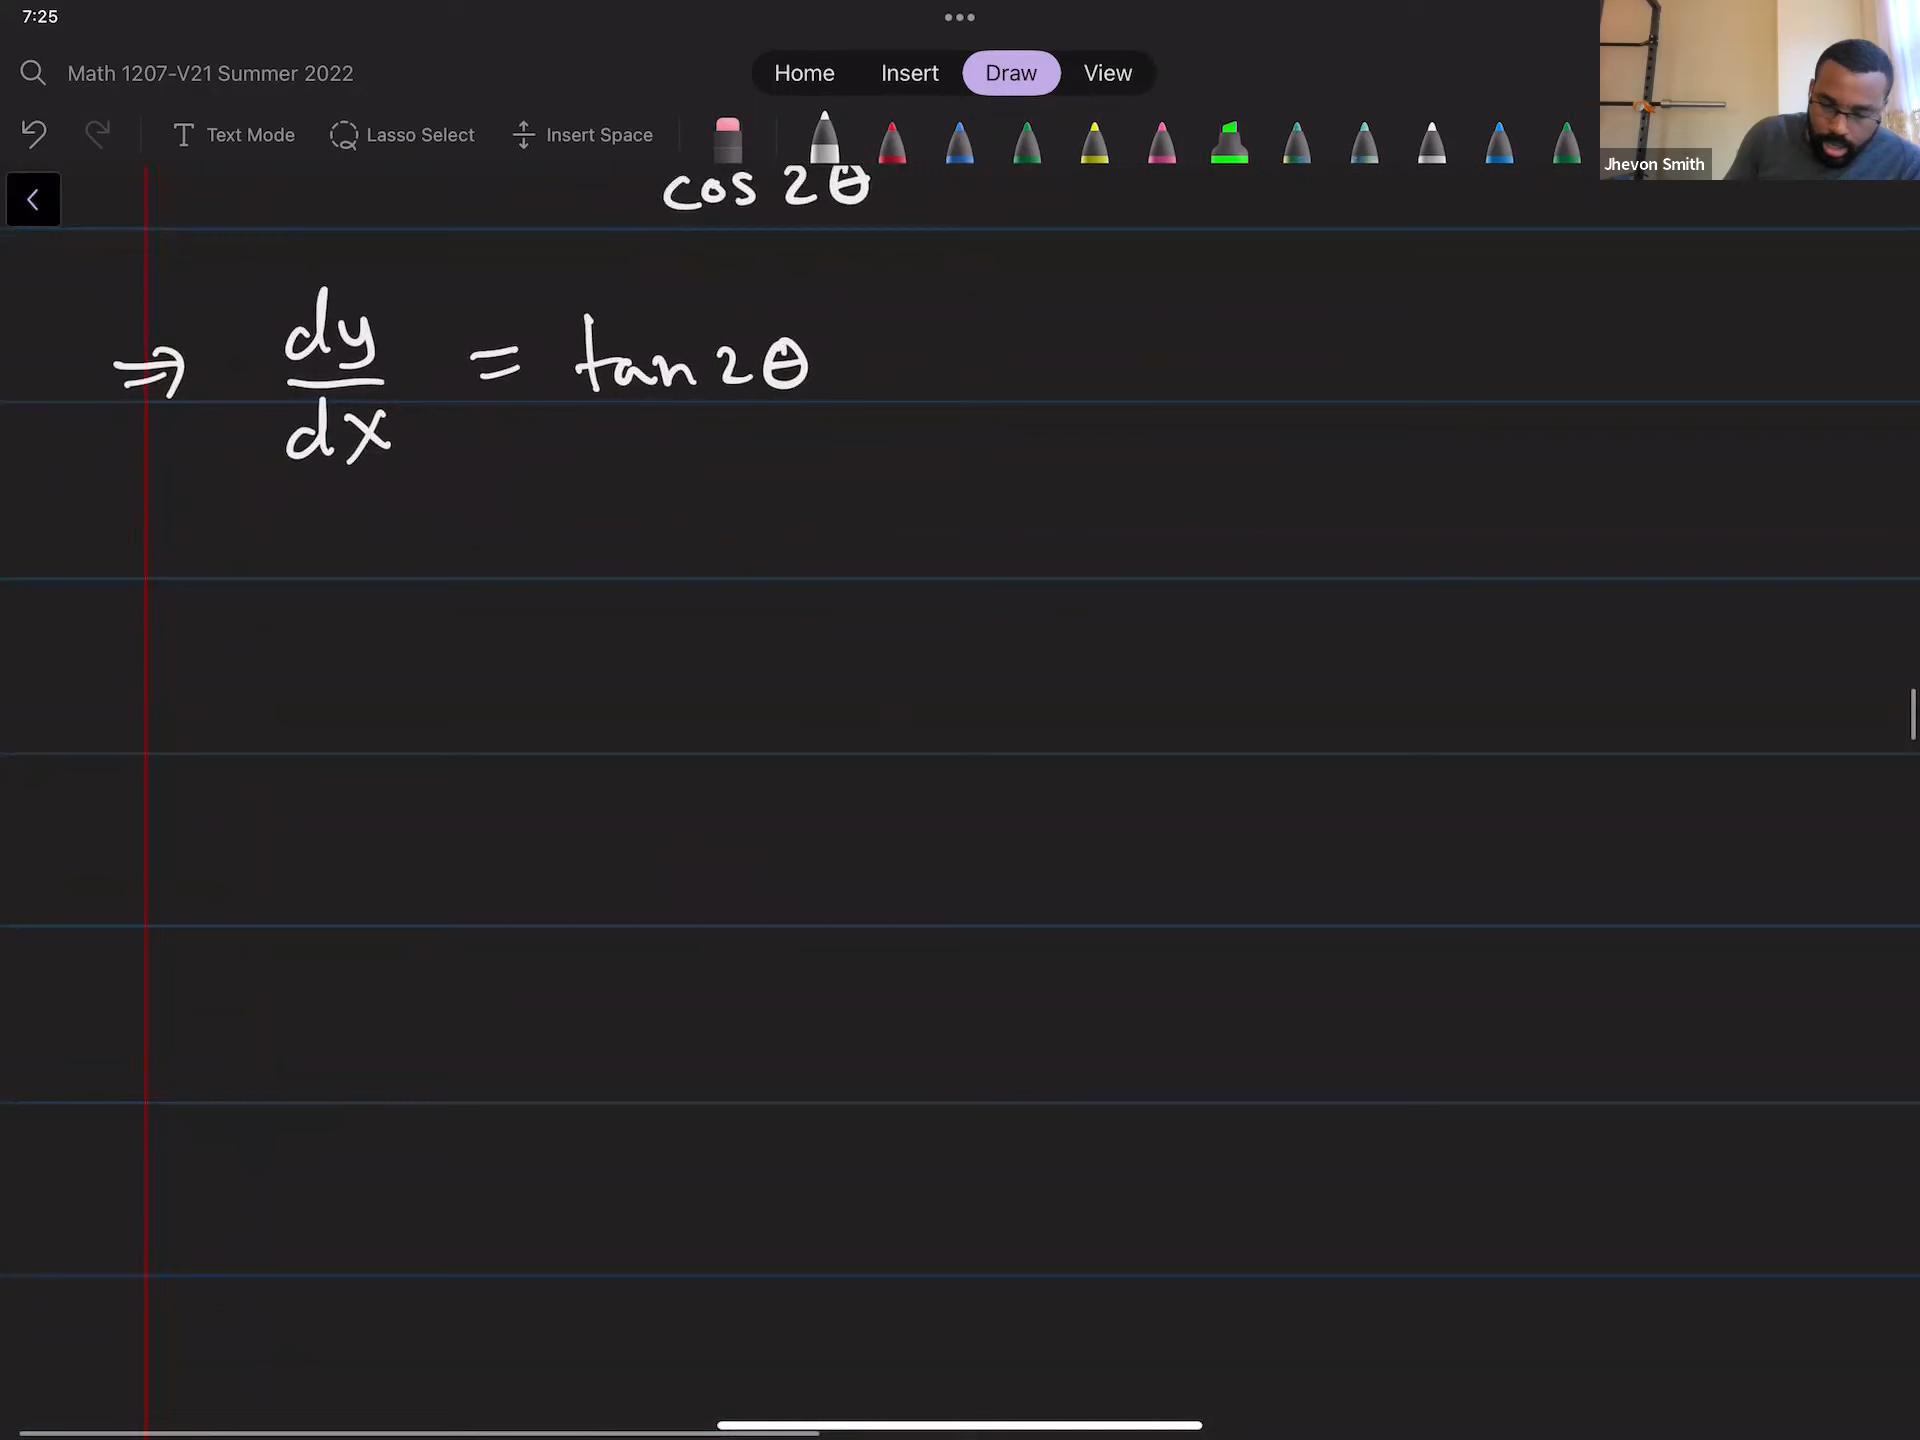 7:25
Math 1207-V21 Summer 2022
Home Insert Draw View
Text Mode Lasso Select Insert Space
Jhevon Smith
cos 2θ
⇒ dy/dx = tan 2θ